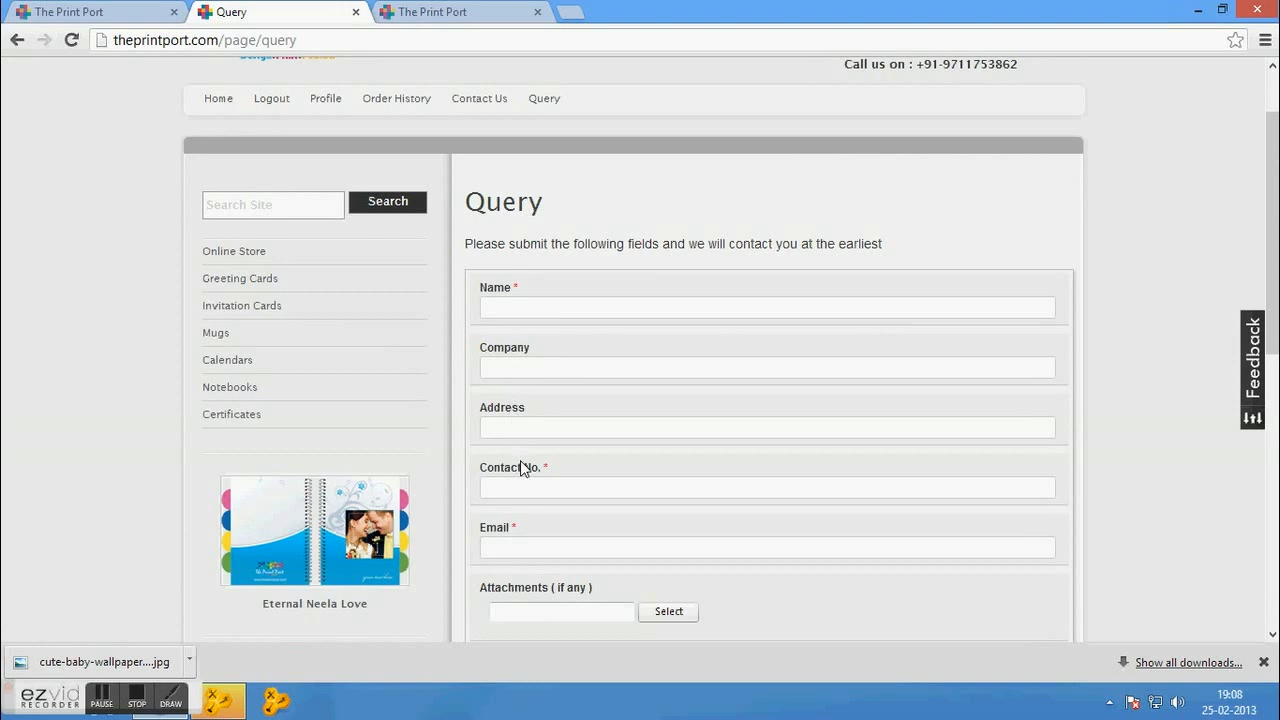 The Print Port
Query
The Print Port
theprintport.com/page/query
Call us on : +91-9711753862
Home Logout Profile Order History Contact Us Query
Search Site Search
Online Store
Greeting Cards
Invitation Cards
Mugs
Calendars
Notebooks
Certificates
Eternal Neela Love
Query
Please submit the following fields and we will contact you at the earliest
Name *
Company
Address
Contact No. *
Email *
Attachments ( if any )
Select
Feedback
cute-baby-wallpaper....jpg
Show all downloads...
ezvid
RECORDER
PAUSE STOP DRAW
19:08
25-02-2013